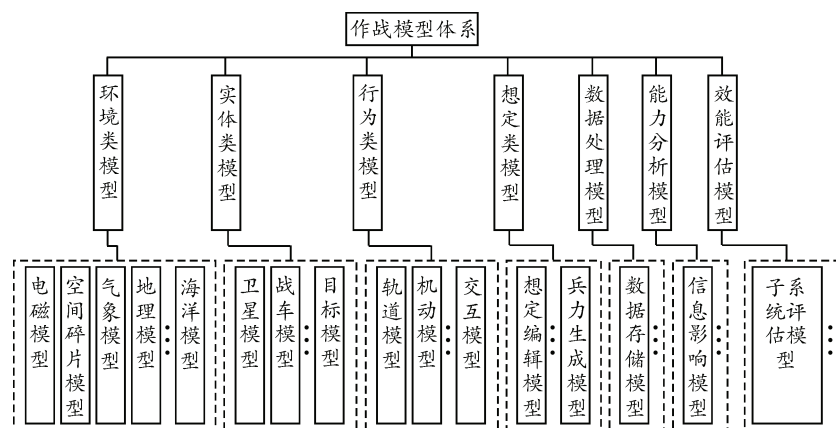 作战模型体系
环境类模型
实体类模型
行为类模型
想定类模型
数据处理模型
能力分析模型
效能评估模型
电磁模型
空间碎片模型
气象模型
地理模型
海洋模型
卫星模型
战车模型
目标模型
轨道模型
机动模型
交互模型
想定编辑模型
兵力生成模型
数据存储模型
信息影响模型
子系
统评
估模
型